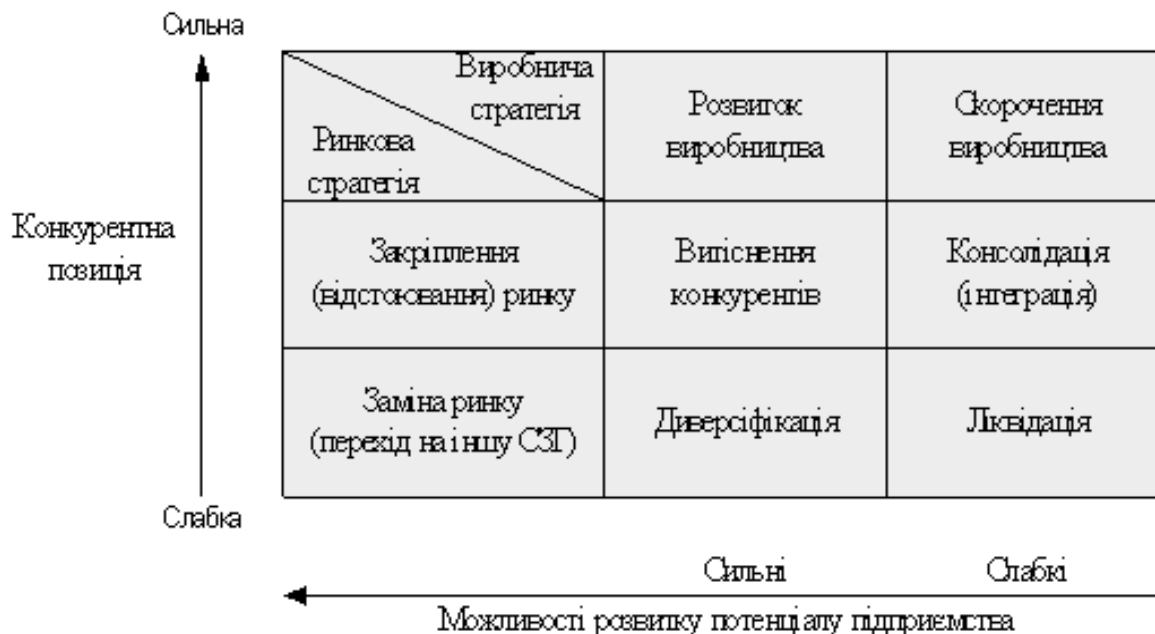 Сильна
Виробнича
стратегія
Ринкова
стратегія
Розвиток
виробництва
Скорочення
виробництва
Конкурентна
позиція
Закріплення
(відстоювання) ринку
Витіснення
конкурентів
Консолідація
(інтеграція)
Заміна ринку
(перехід на іншу СЗГ)
Диверсіфікація
Ліквідація
Слабка
Сильні
Слабкі
Можливості розвитку потенціалу підприємства